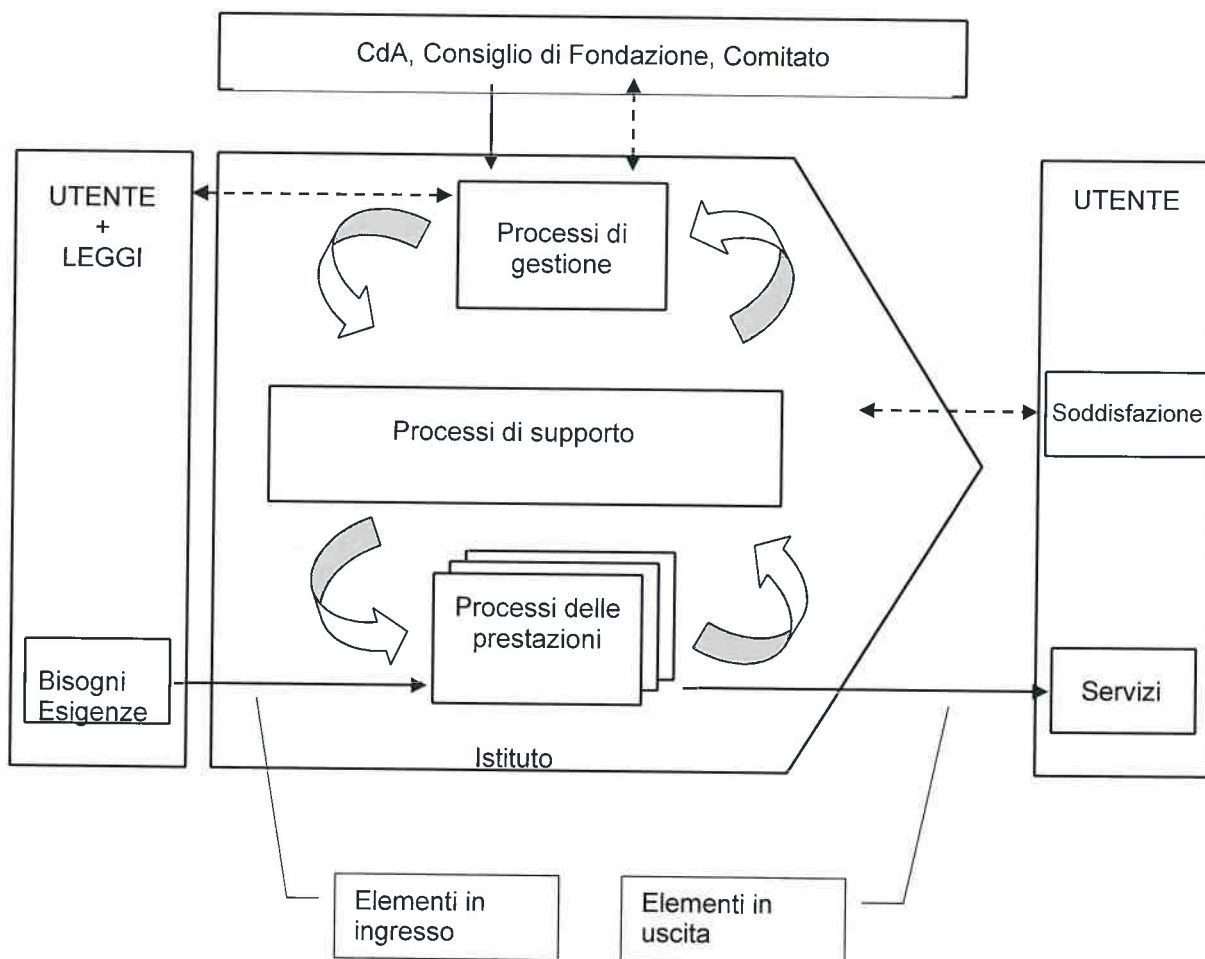 CdA, Consiglio di Fondazione, Comitato
UTENTE
+
LEGGI
Processi di
gestione
UTENTE
Processi di supporto
Soddisfazione
Processi delle
prestazioni
Bisogni
Esigenze
Servizi
Istituto
Elementi in
ingresso
Elementi in
uscita